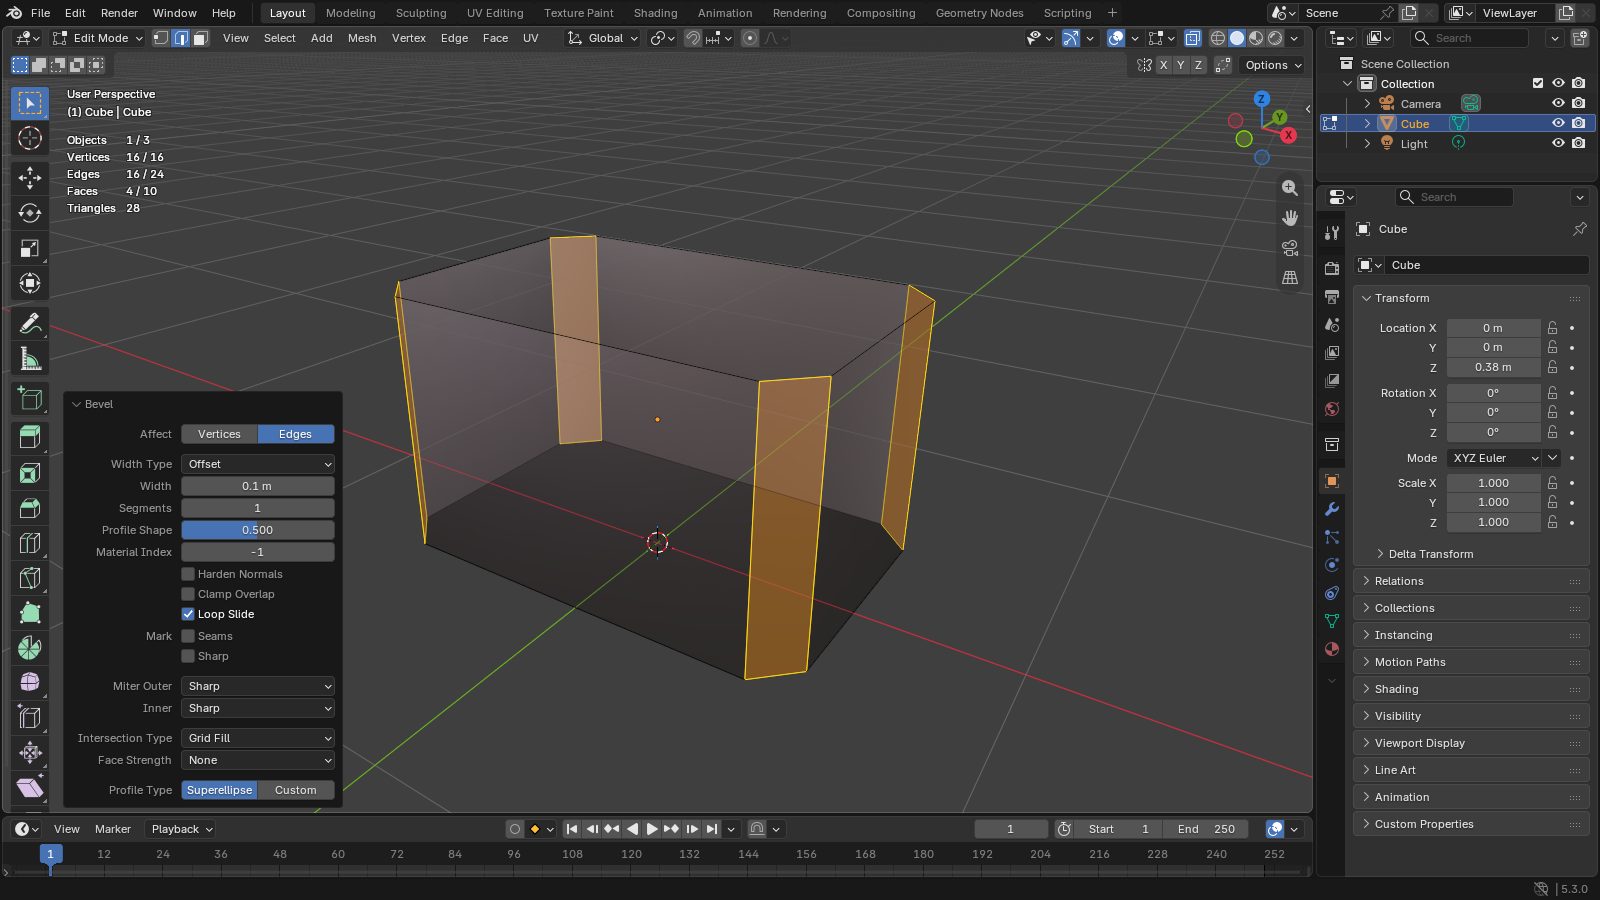 File Edit Render Window Help Layout Modeling Sculpting UV Editing Texture Paint Shading Animation Rendering Compositing Geometry Nodes Scripting + Scene ViewLayer
Edit Mode View Select Add Mesh Vertex Edge Face UV Global Search
X Y Z Options
User Perspective
(1) Cube | Cube
Objects 1 / 3
Vertices 16 / 16
Edges 16 / 24
Faces 4 / 10
Triangles 28
Z
Y
X
Bevel
Affect Vertices Edges
Width Type Offset
Width 0.1 m
Segments 1
Profile Shape 0.500
Material Index -1
Harden Normals
Clamp Overlap
Loop Slide
Mark Seams
Sharp
Miter Outer Sharp
Inner Sharp
Intersection Type Grid Fill
Face Strength None
Profile Type Superellipse Custom
Scene Collection
Collection
Camera
Cube
Light
Search
Cube
Cube
Transform
Location X 0 m
Y 0 m
Z 0.38 m
Rotation X 0°
Y 0°
Z 0°
Mode XYZ Euler
Scale X 1.000
Y 1.000
Z 1.000
Delta Transform
Relations
Collections
Instancing
Motion Paths
Shading
Visibility
Viewport Display
Line Art
Animation
Custom Properties
View Marker Playback 1 Start 1 End 250
1 12 24 36 48 60 72 84 96 108 120 132 144 156 168 180 192 204 216 228 240 252
5.3.0